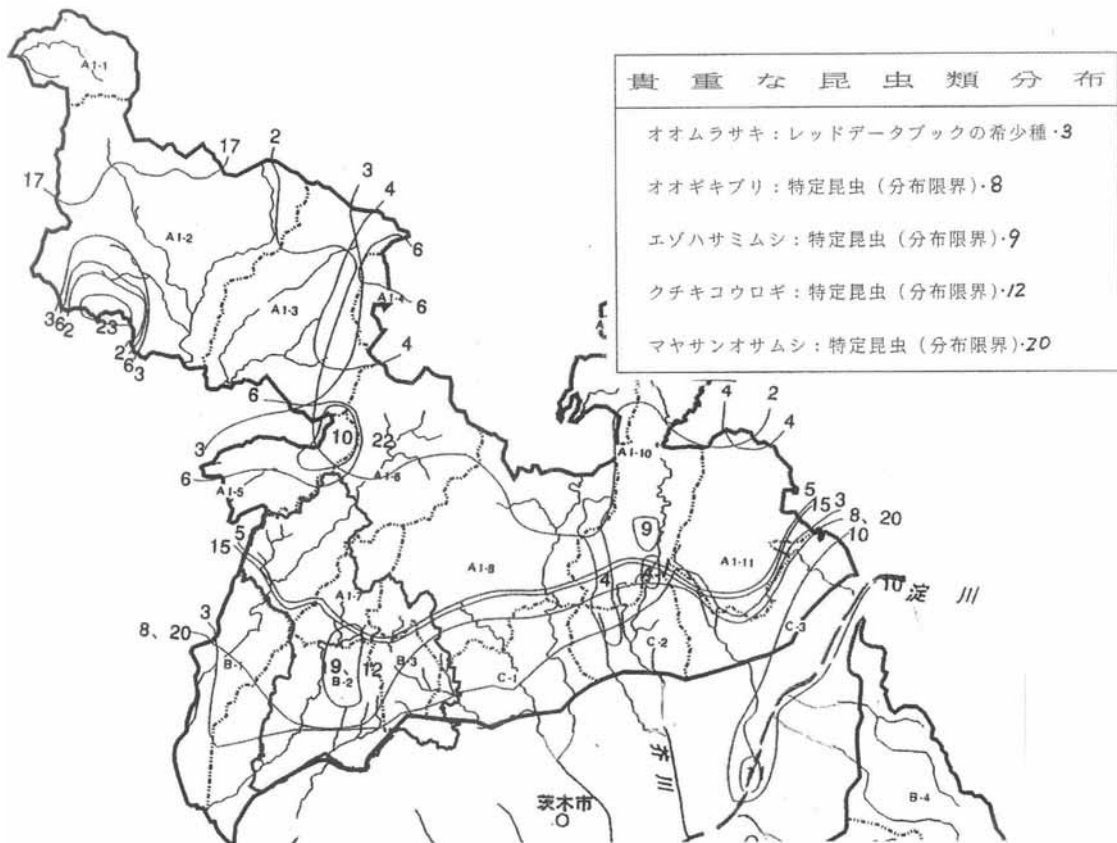 貴重な昆虫類分布
オオムラサキ：レッドデータブックの希少種・3
オオギキブリ：特定昆虫（分布限界）・8
エゾハサミムシ：特定昆虫（分布限界）・9
クチキコウロギ：特定昆虫（分布限界）・12
マヤサンオサムシ：特定昆虫（分布限界）・20
A1-1
17
2
3
17
4
A1-2
6
A1-4
6
A1-3
3 6 2
23
2 6 3
4
6
4
2
4
10
22
3
A1-10
6
A1-6
A1-5
5
15 3
8、20
9
10
5
15
A1-8
A1-11
4
10
淀川
A1-7
3
8、20
C-3
C-2
B-1
9、12
B-3
B-2
C-1
芥川
11
茨木市
B-4